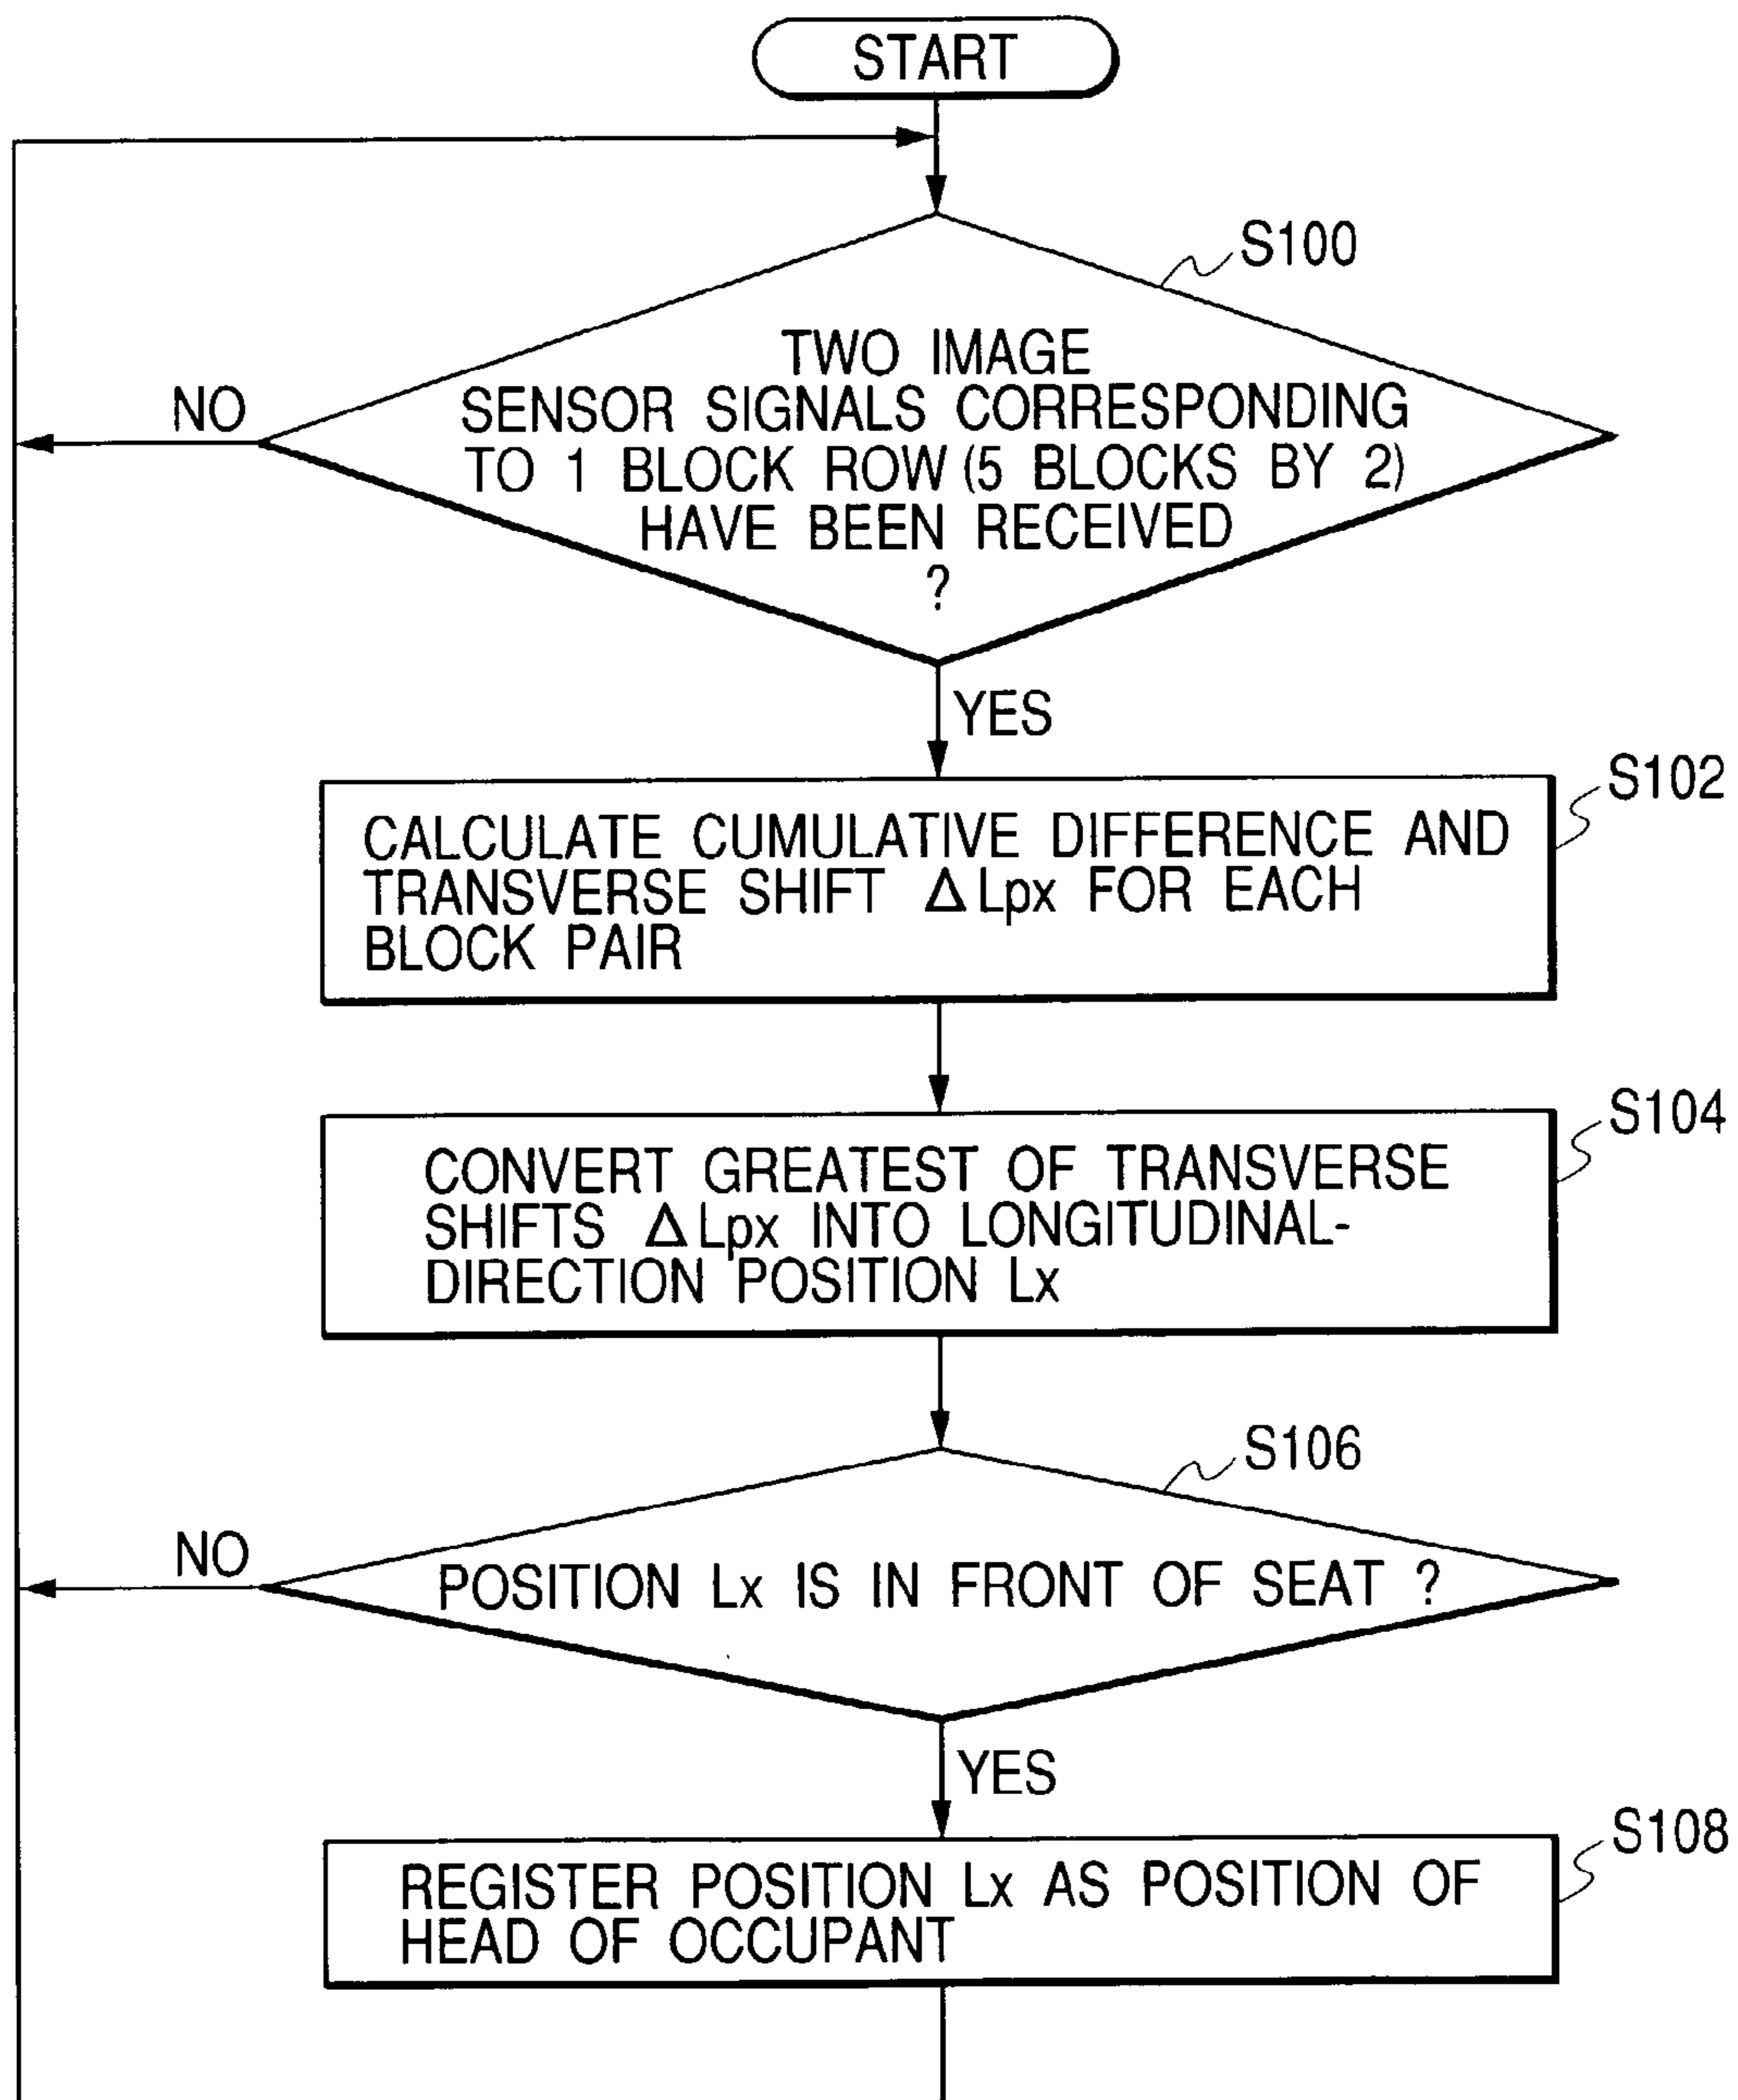 START
S100
TWO IMAGE
SENSOR SIGNALS CORRESPONDING
TO 1 BLOCK ROW (5 BLOCKS BY 2)
HAVE BEEN RECEIVED
?
NO
YES
S102
CALCULATE CUMULATIVE DIFFERENCE AND
TRANSVERSE SHIFT ΔLpx FOR EACH
BLOCK PAIR
S104
CONVERT GREATEST OF TRANSVERSE
SHIFTS ΔLpx INTO LONGITUDINAL-
DIRECTION POSITION Lx
S106
NO
POSITION Lx IS IN FRONT OF SEAT ?
YES
S108
REGISTER POSITION Lx AS POSITION OF
HEAD OF OCCUPANT